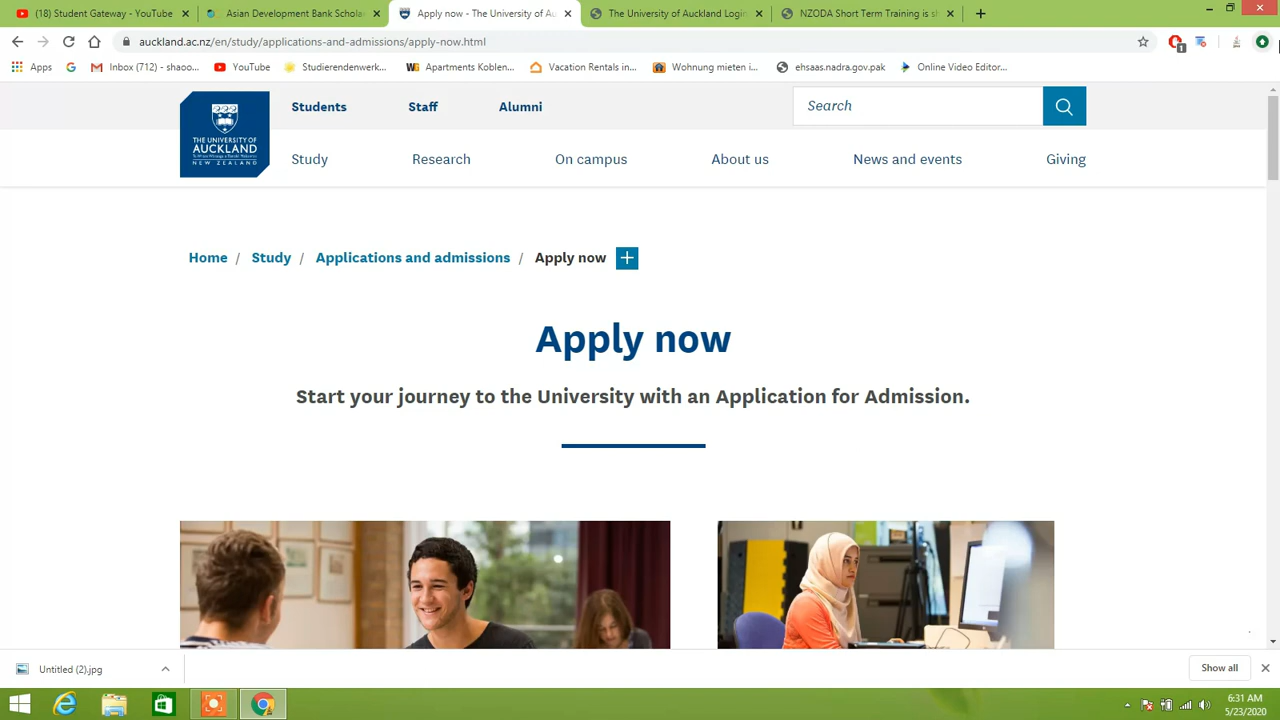 (18) Student Gateway - YouTube
Asian Development Bank Schola
Apply now - The University of Au
The University of Auckland Login
NZODA Short Term Training is sl
auckland.ac.nz/en/study/applications-and-admissions/apply-now.html
1
Apps
Inbox (712) - shaoo...
YouTube
Studierendenwerk...
Apartments Koblen...
Vacation Rentals in...
Wohnung mieten i...
ehsaas.nadra.gov.pak
Online Video Editor...
Students
Staff
Alumni
Search
THE UNIVERSITY OF
AUCKLAND
NEW ZEALAND
Study
Research
On campus
About us
News and events
Giving
Home / Study / Applications and admissions / Apply now
Apply now
Start your journey to the University with an Application for Admission.
Untitled (2).jpg
Show all
6:31 AM
5/23/2020